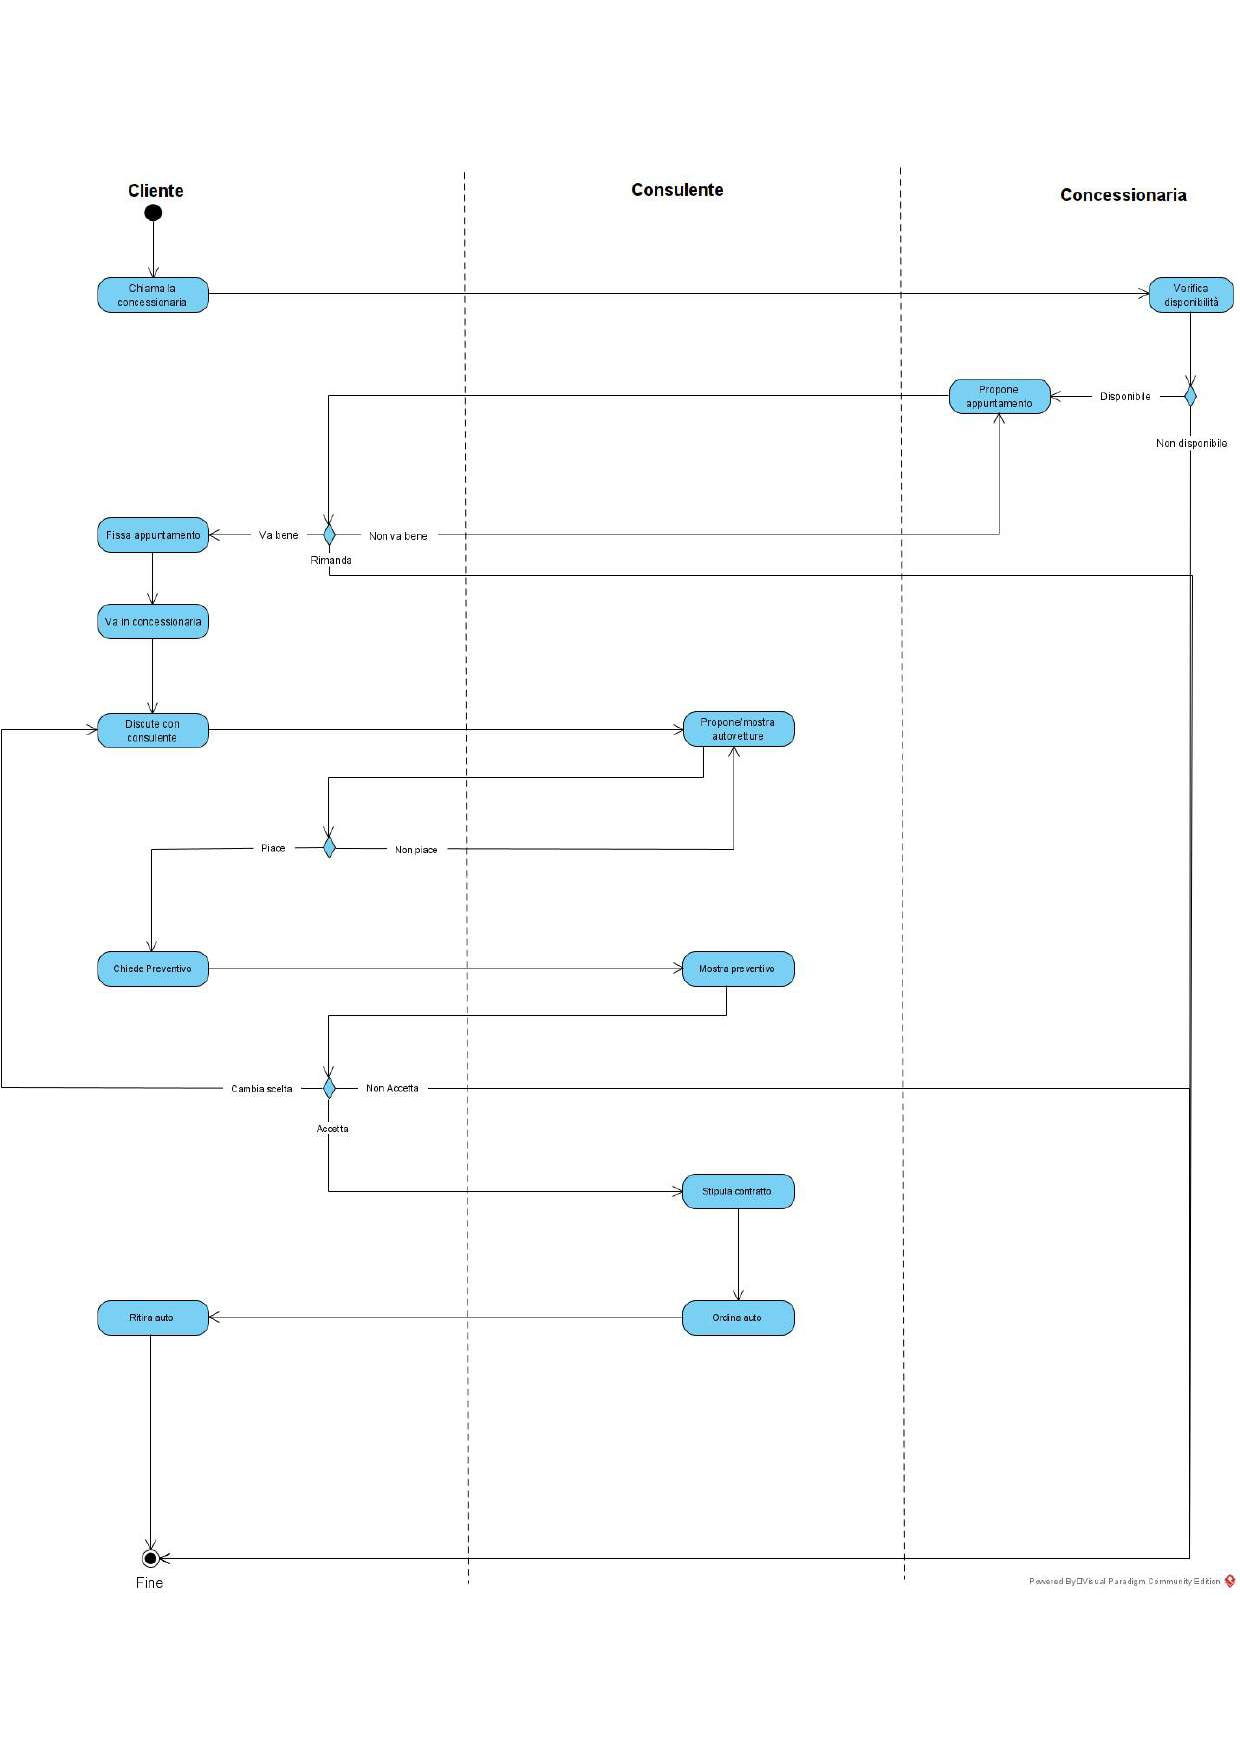 Cliente
Consulente
Concessionaria
Chiama la
concessionaria
Verifica
disponibilità
Propone
appuntamento
Disponibile
Non disponibile
Fissa appuntamento
Va bene
Non va bene
Rimanda
Va in concessionaria
Discute con
consulente
Propone/mostra
autovetture
Piace
Non piace
Chiede Preventivo
Mostra preventivo
Cambia scelta
Non Accetta
Accetta
Stipula contratto
Ritira auto
Ordina auto
Fine
Powered By Visual Paradigm Community Edition